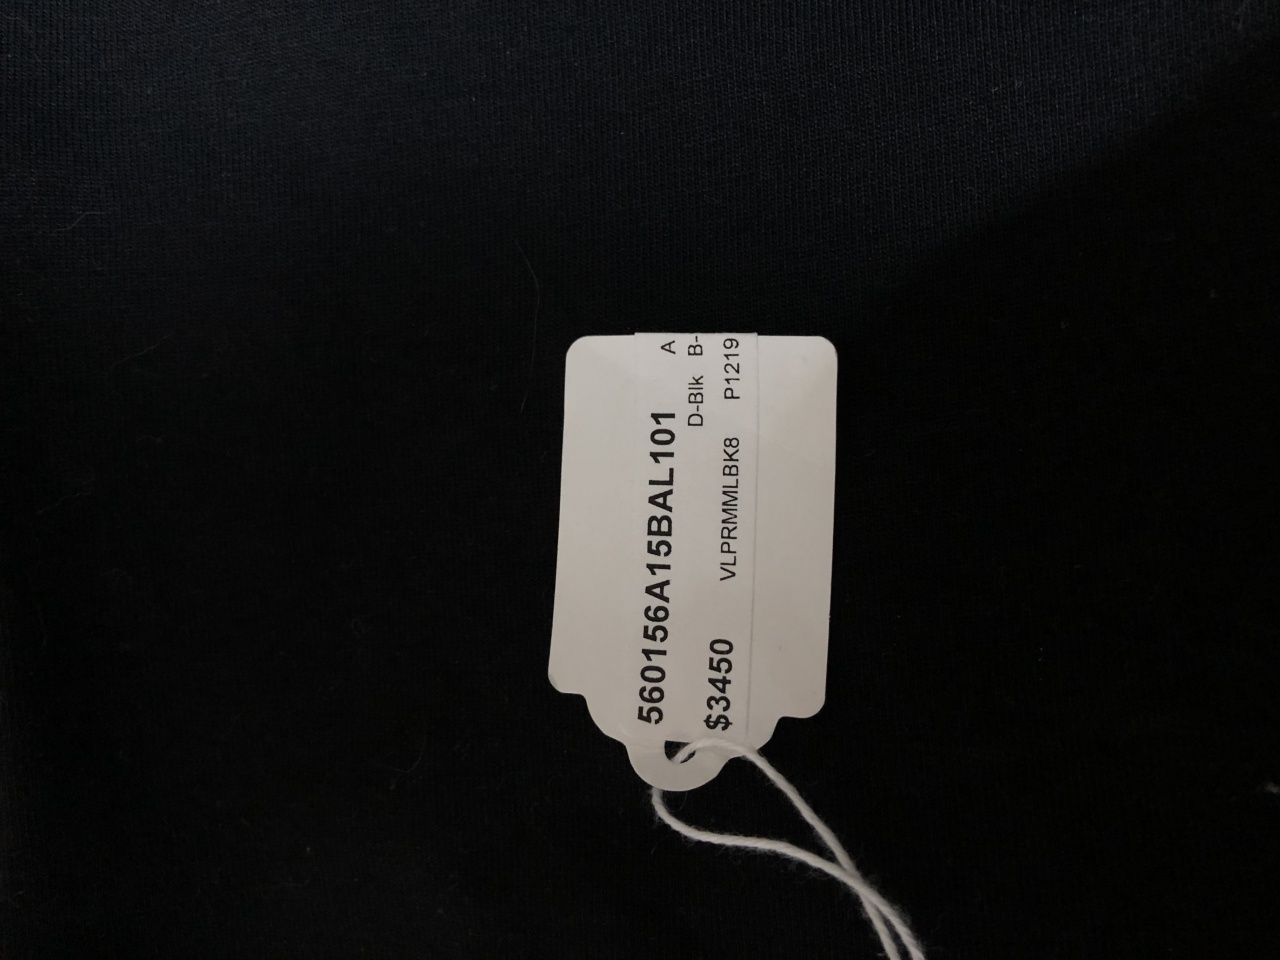 560156A15BAL101 A
D-Blk B-
$3450 VLPRMMLBK8 P1219